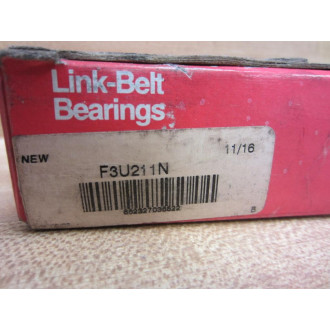 Link-Belt
Bearings
NEW
F3U211N
11/16